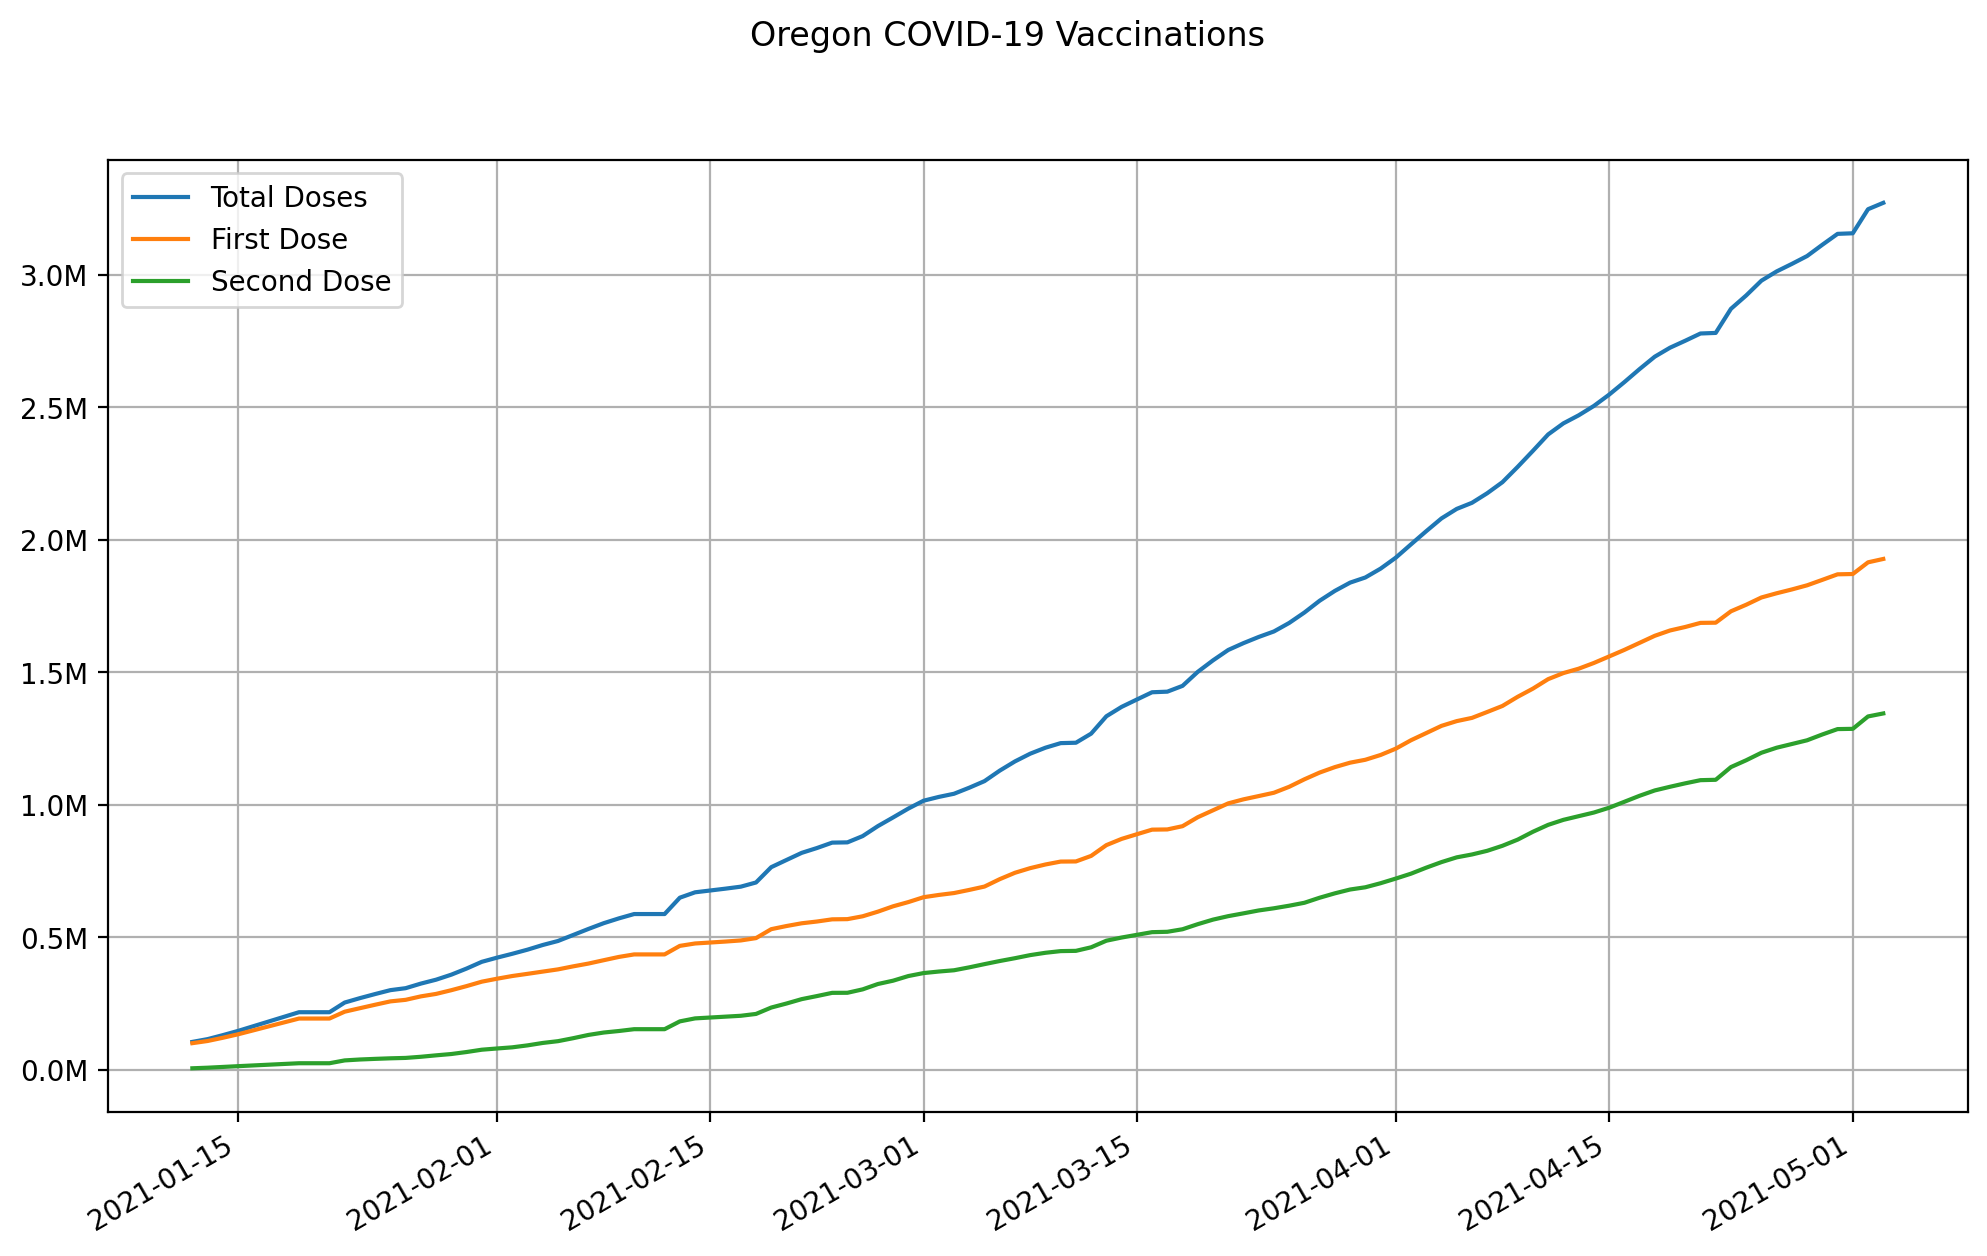 Oregon COVID-19 Vaccinations
Total Doses
First Dose
Second Dose
3.0M
2.5M
2.0M
1.5M
1.0M
0.5M
0.0M
2021-01-15
2021-02-01
2021-02-15
2021-03-01
2021-03-15
2021-04-01
2021-04-15
2021-05-01